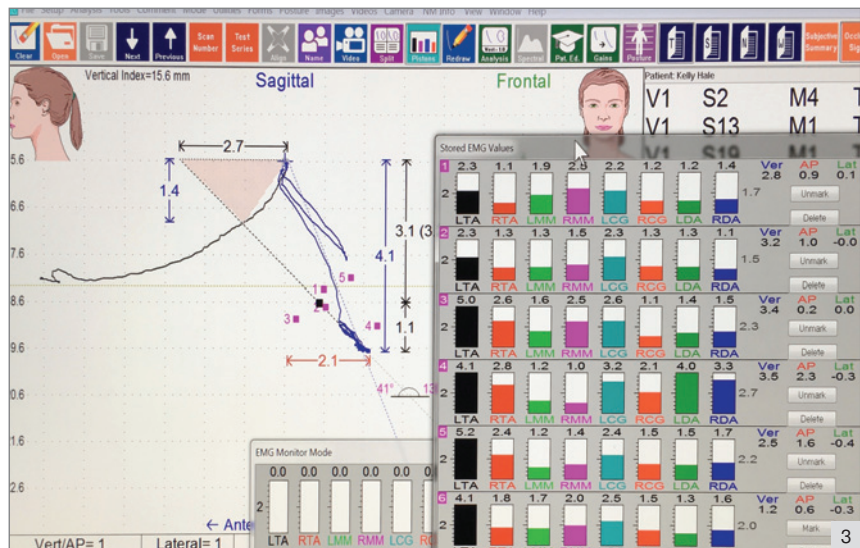 File Setup Analysis Tools Comment Mode Guides Forms Posture Images Videos Camera NM Info View Window Help
Clear
Open
Save
Next
Previous
Scan Number
Test Series
Align
Name
Video
Split
Pistons
Redraw
Analysis
Spectral
Pat. Ed.
Gains
Posture
T
S
N
W
Subjective Summary
Vertical Index=15.6 mm
Sagittal
Frontal
Patient: Kelly Hale
V1 S2 M4
V1 S13 M1
V1 S19 M1
2.7
5.6
1.4
6.6
7.6
8.6
9.6
0.6
1.6
2.6
4.1
3.1 (3.
1.1
2.1
1
2
3
4
5
41°
Stored EMG Values
Ver AP Lat
1 2.3 1.1 1.9 2.8 2.2 1.2 1.2 1.4 2.8 0.9 0.1
2 1.7 Unmark
LTA RTA LMM RMM LCG RCG LDA RDA Delete
Ver AP Lat
2 2.3 1.3 1.3 1.5 2.3 1.3 1.3 1.1 3.2 1.0 -0.0
2 1.5 Unmark
LTA RTA LMM RMM LCG RCG LDA RDA Delete
Ver AP Lat
3 5.0 2.6 1.6 2.5 2.6 1.1 1.4 1.5 3.4 0.2 0.0
2 2.3 Unmark
LTA RTA LMM RMM LCG RCG LDA RDA Delete
Ver AP Lat
4 4.1 2.8 1.2 1.0 3.2 2.1 4.0 3.3 3.5 2.3 -0.3
2 2.7 Unmark
LTA RTA LMM RMM LCG RCG LDA RDA Delete
Ver AP Lat
5 5.2 2.4 1.2 1.4 2.4 1.5 1.5 1.7 2.5 1.6 -0.4
2 2.2 Unmark
LTA RTA LMM RMM LCG RCG LDA RDA Delete
Ver AP Lat
6 4.1 1.8 1.7 2.0 2.5 1.5 1.3 1.6 1.2 0.6 -0.3
2 2.0 Mark
LTA RTA LMM RMM LCG RCG LDA RDA
EMG Monitor Mode
0.0 0.0 0.0 0.0 0.0
2
LTA RTA LMM RMM LCG
← Ante
Vert/AP= 1 Lateral= 1
3